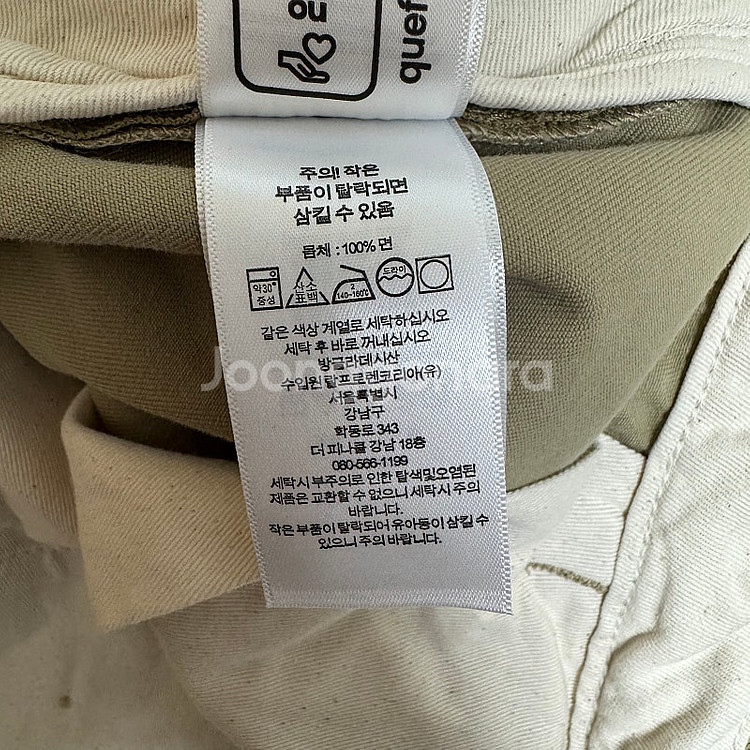 quef
주의! 작은
부품이 탈락되면
삼킬 수 있음
몸체 : 100% 면
약30°
중성
산소
표백
2
140~160℃
드라이
같은 색상 계열로 세탁하십시오
세탁 후 바로 꺼내십시오
방글라데시산
수입원 랄프로렌코리아(유)
서울특별시
강남구
학동로 343
더 피나클 강남 18층
080-566-1199
세탁시 부주의로 인한 탈색및오염된
제품은 교환할 수 없으니 세탁시 주의
바랍니다.
작은 부품이 탈락되어 유아동이 삼킬 수
있으니 주의 바랍니다.